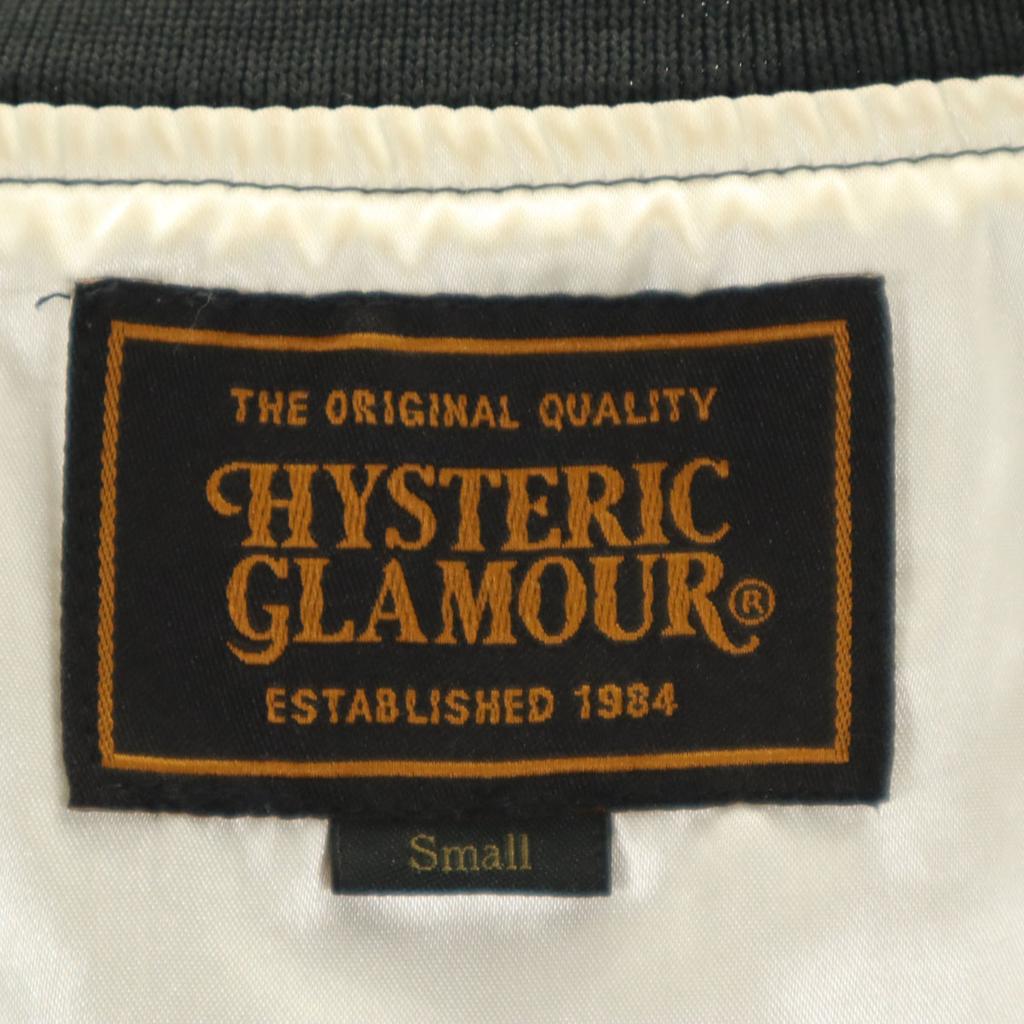 THE ORIGINAL QUALITY
HYSTERIC
GLAMOUR®
ESTABLISHED 1984
Small